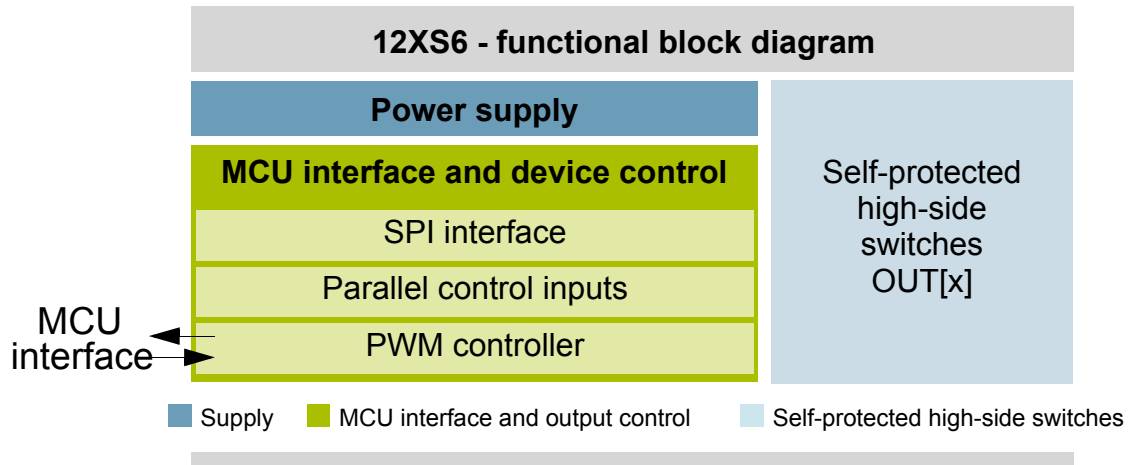 12XS6 - functional block diagram
Power supply
MCU interface and device control
SPI interface
Parallel control inputs
PWM controller
Self-protected
high-side
switches
OUT[x]
MCU
interface
Supply
MCU interface and output control
Self-protected high-side switches